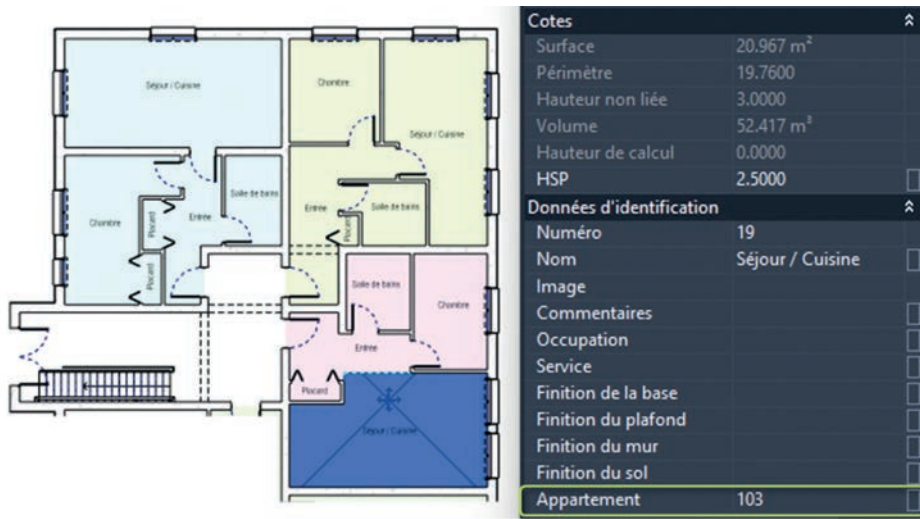 Séjour / Cuisine
Chambre
Séjour / Cuisine
Salle de bains
Chambre
Placard
Entrée
Placard
Entrée
Placard
Salle de bains
Salle de bains
Chambre
Entrée
Placard
Séjour / Cuisine
Cotes
Surface 20.967 m²
Périmètre 19.7600
Hauteur non liée 3.0000
Volume 52.417 m³
Hauteur de calcul 0.0000
HSP 2.5000
Données d'identification
Numéro 19
Nom Séjour / Cuisine
Image
Commentaires
Occupation
Service
Finition de la base
Finition du plafond
Finition du mur
Finition du sol
Appartement 103